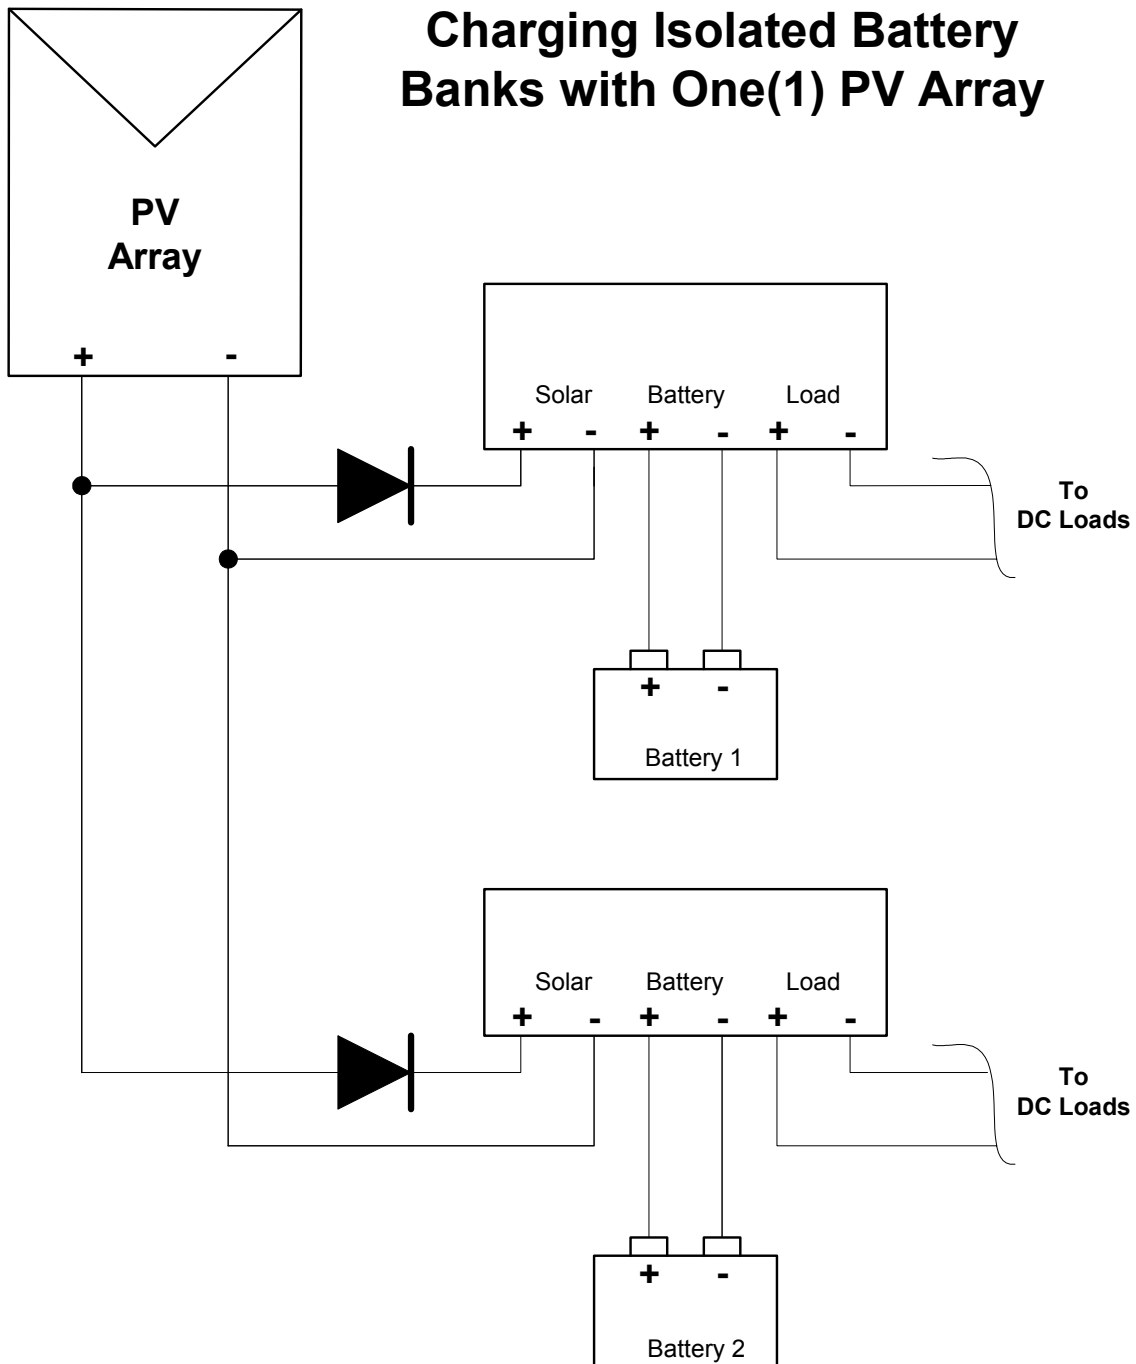 Charging Isolated Battery
Banks with One(1) PV Array
PV
Array
+ -
Solar Battery Load
+ - + - + -
To
DC Loads
+ -
Battery 1
Solar Battery Load
+ - + - + -
To
DC Loads
+ -
Battery 2